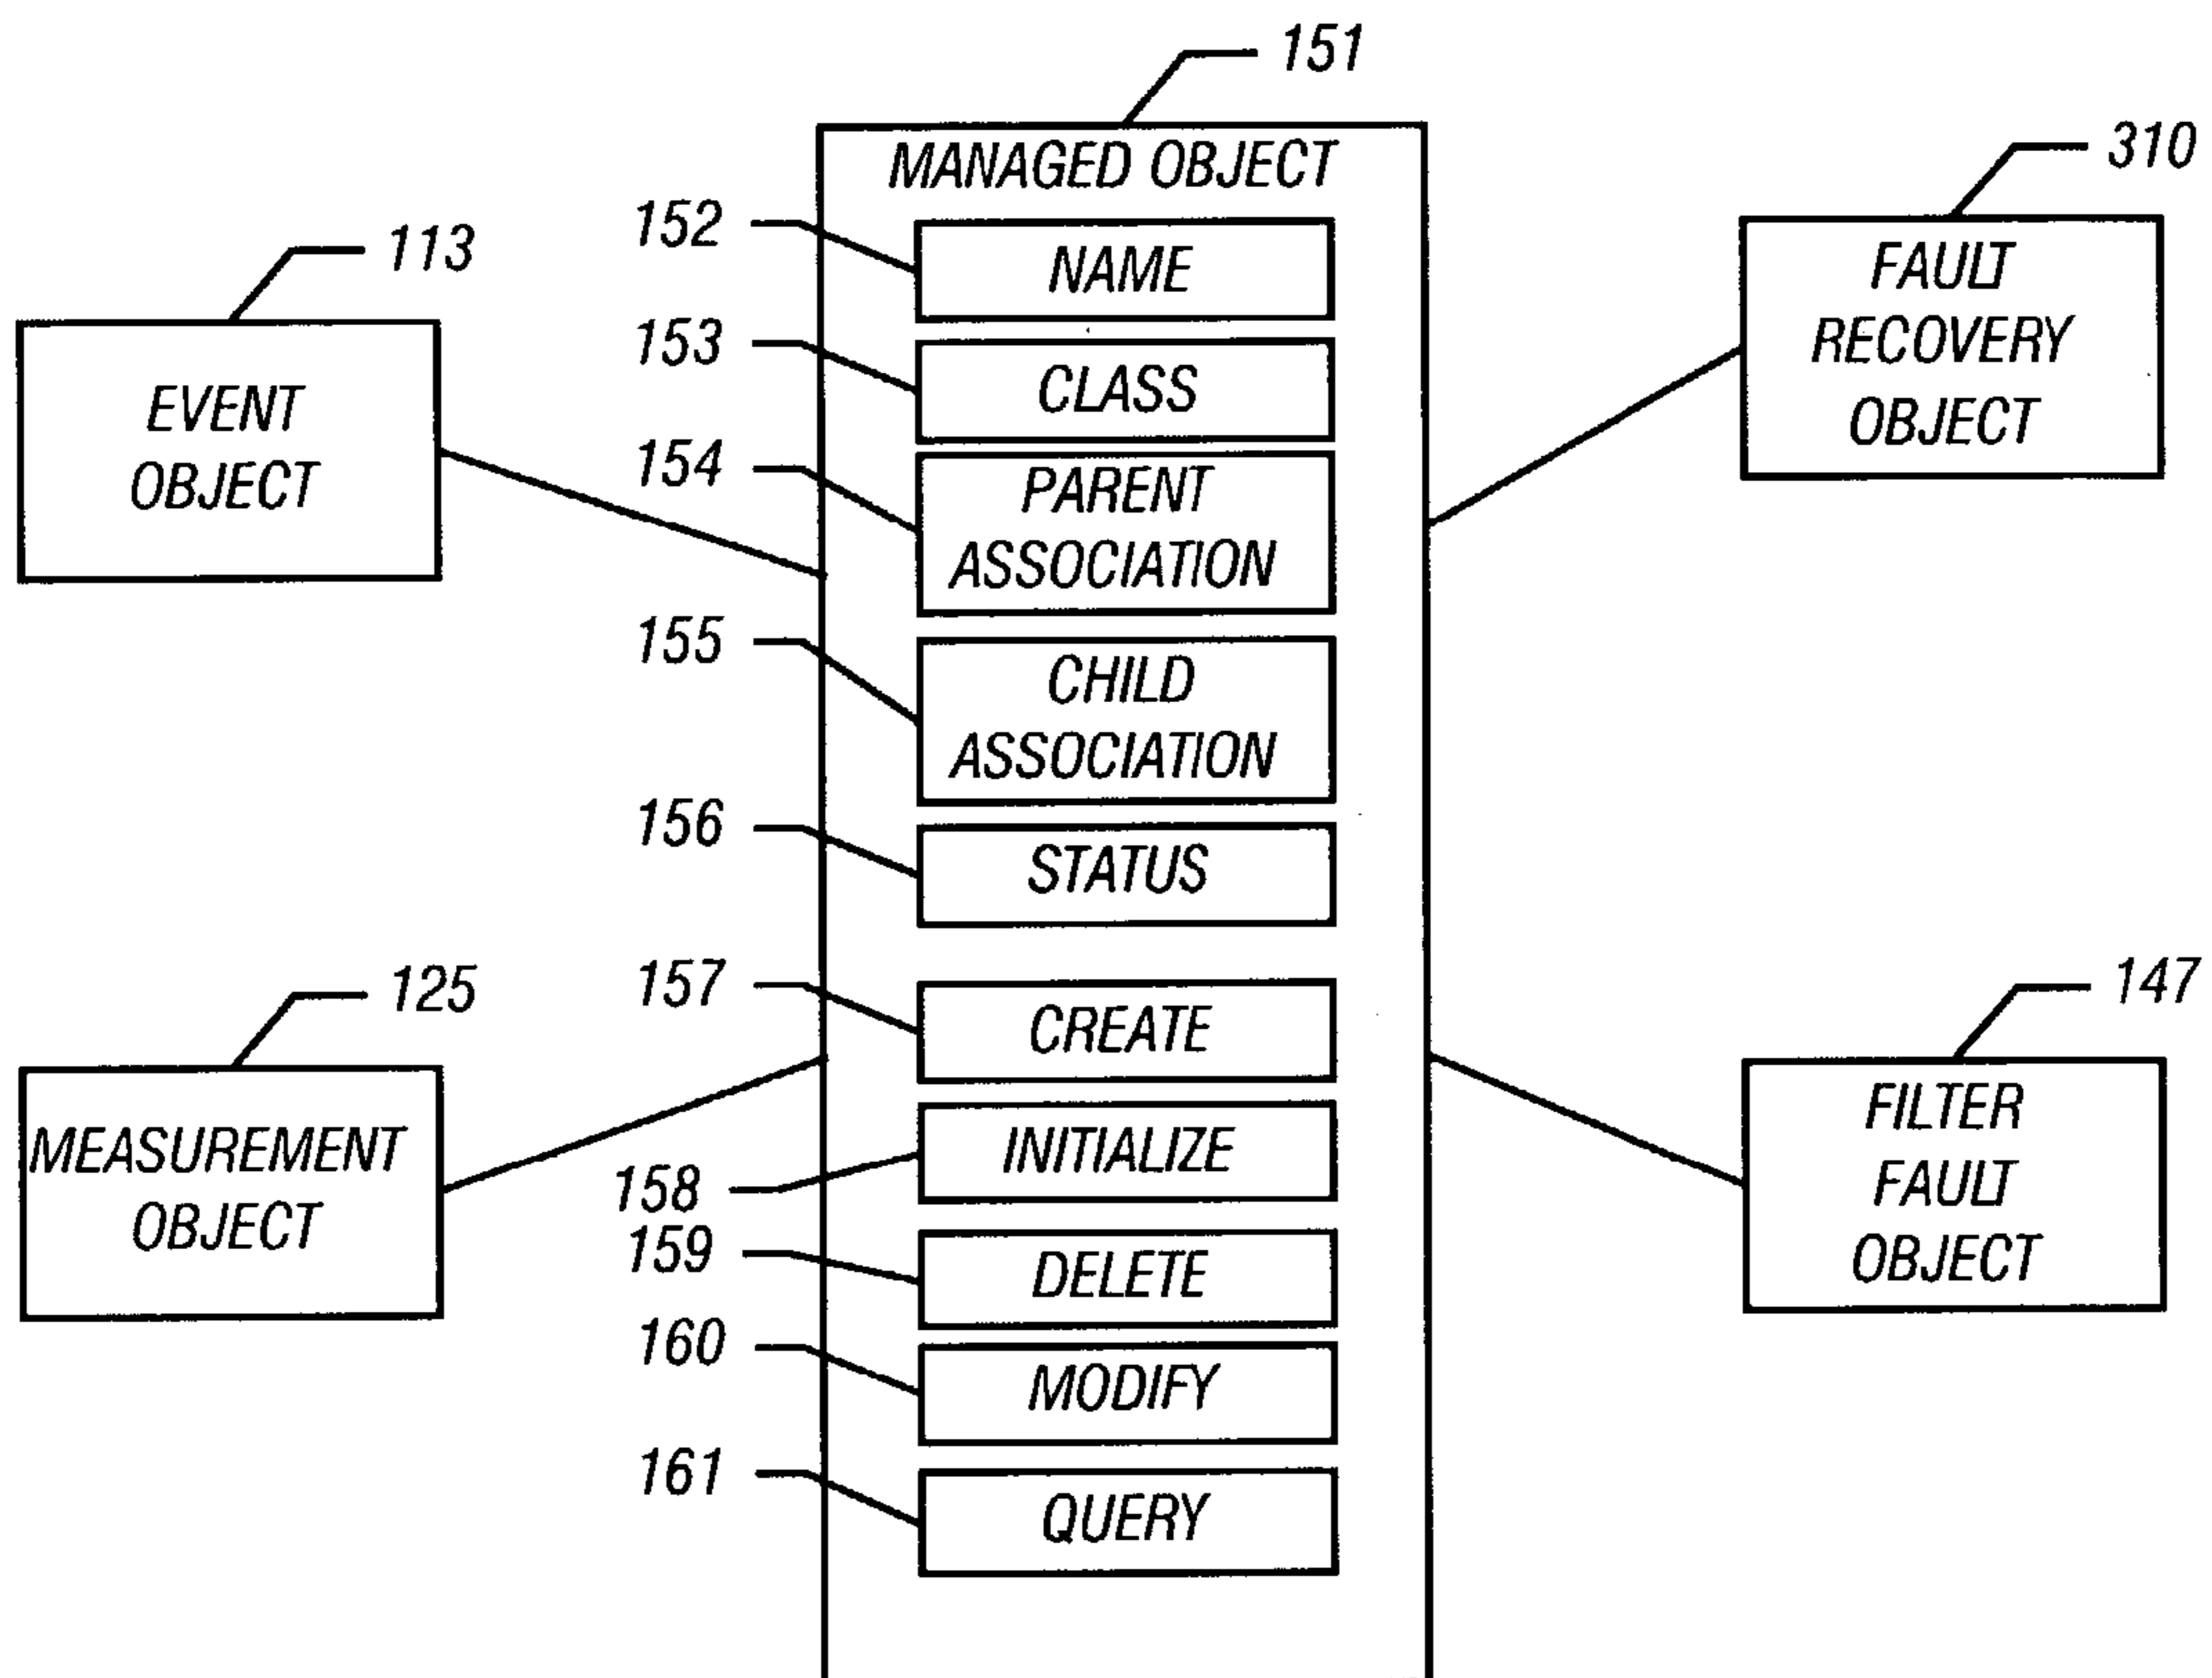 151
MANAGED OBJECT
310
152
NAME
113
FAULT
RECOVERY
OBJECT
153
CLASS
EVENT
OBJECT
154
PARENT
ASSOCIATION
155
CHILD
ASSOCIATION
156
STATUS
157
CREATE
125
147
MEASUREMENT
OBJECT
158
INITIALIZE
FILTER
FAULT
OBJECT
159
DELETE
160
MODIFY
161
QUERY